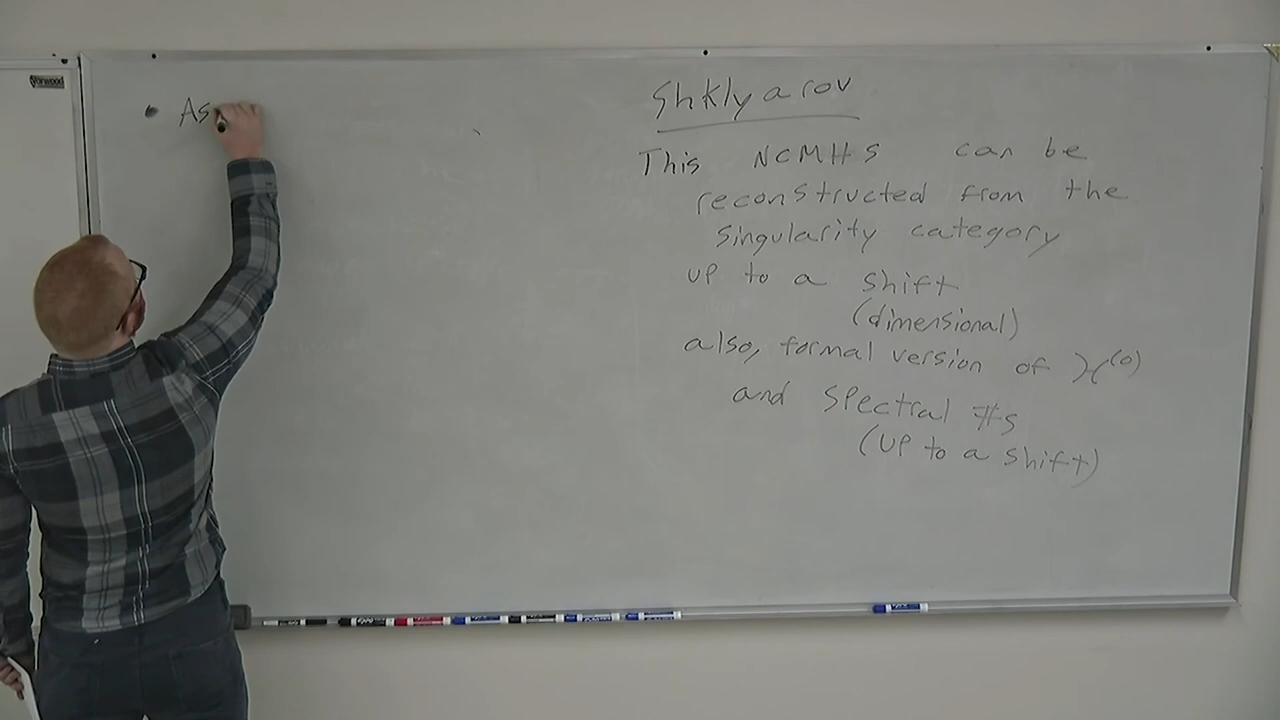 • As
Shklyarov
This NCMHS can be
reconstructed from the
singularity category
up to a shift
(dimensional)
also, formal version of H^(0)
and spectral #s
(up to a shift)